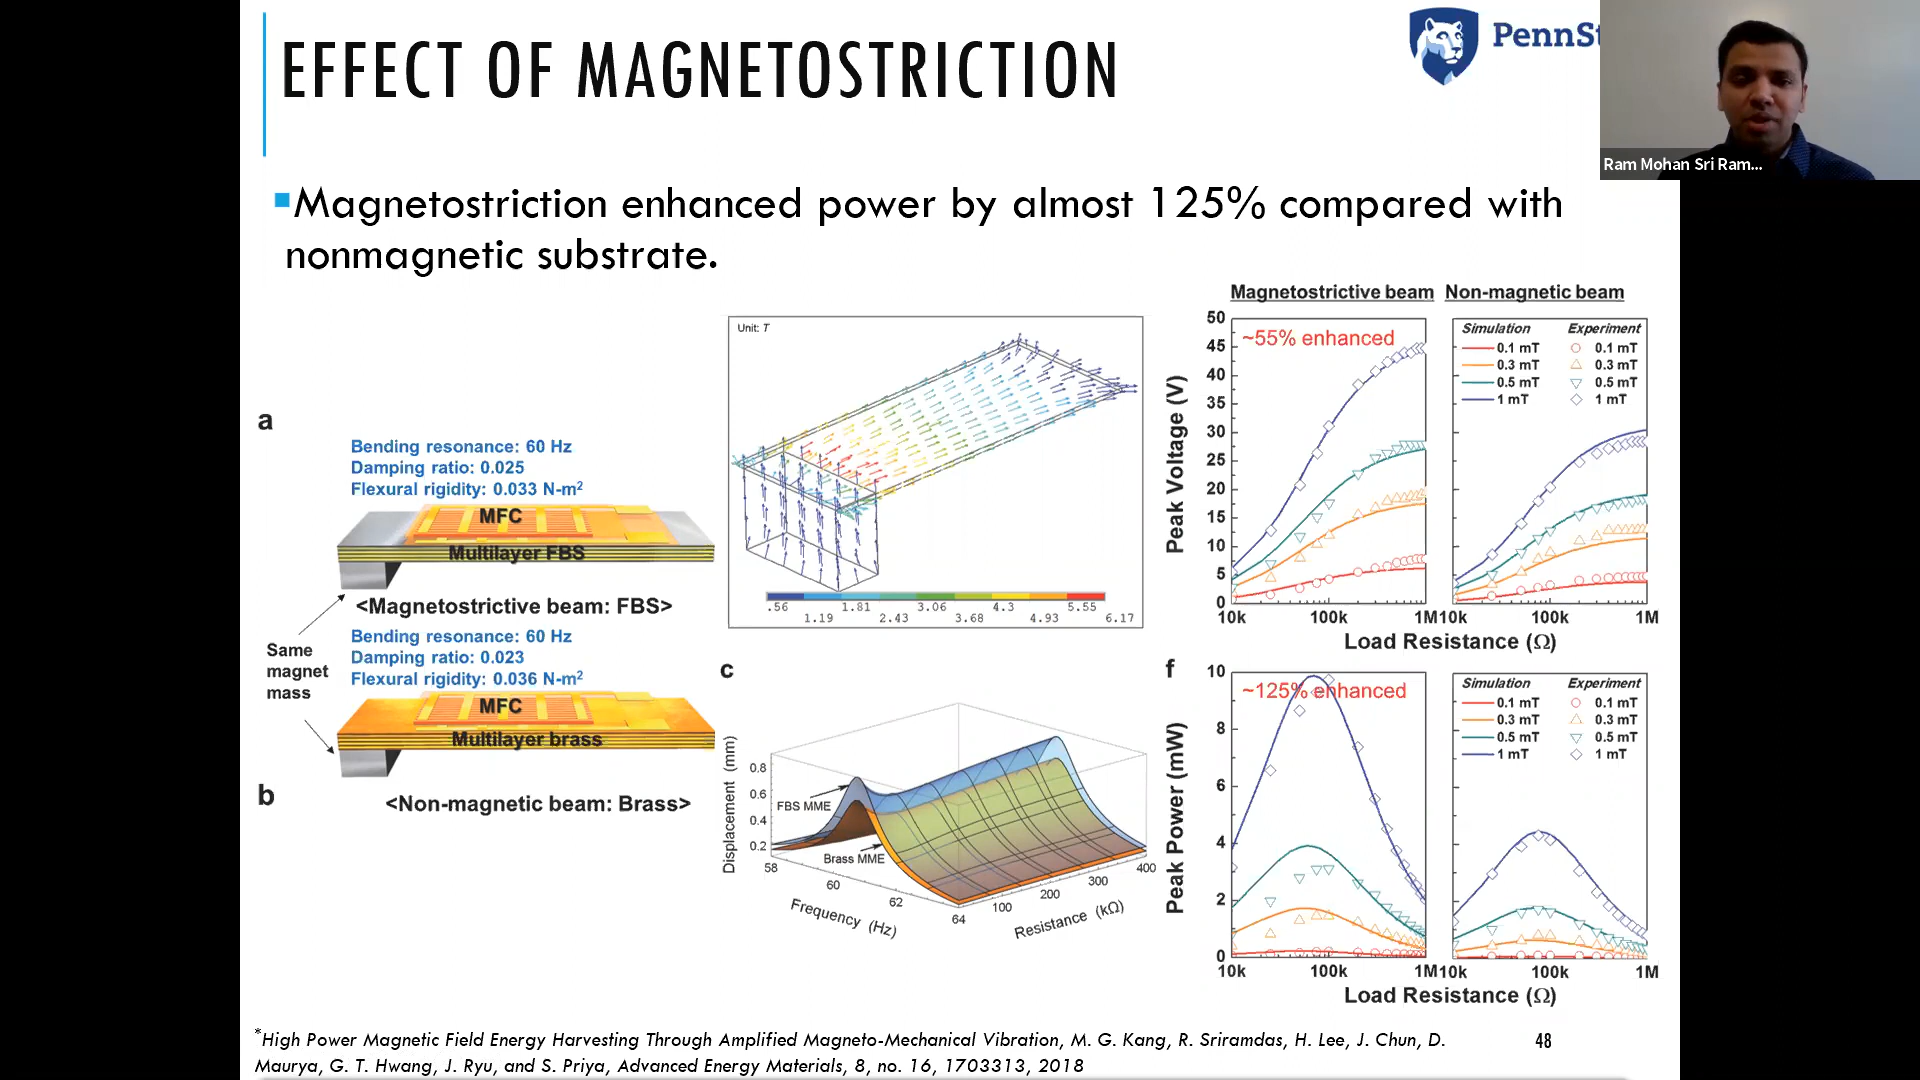 EFFECT OF MAGNETOSTRICTION
PennSt
Ram Mohan Sri Ram...
Magnetostriction enhanced power by almost 125% compared with
nonmagnetic substrate.
a
Bending resonance: 60 Hz
Damping ratio: 0.025
Flexural rigidity: 0.033 N-m²
MFC
Multilayer FBS
<Magnetostrictive beam: FBS>
Same
magnet
mass
Bending resonance: 60 Hz
Damping ratio: 0.023
Flexural rigidity: 0.036 N-m²
MFC
Multilayer brass
b
<Non-magnetic beam: Brass>
Unit: T
.56 1.81 3.06 4.3 5.55
1.19 2.43 3.68 4.93 6.17
c
Displacement (mm)
0.8
0.6
0.4
0.2
FBS MME
Brass MME
58
60
62
64
Frequency (Hz)
100
200
300
400
Resistance (kΩ)
Magnetostrictive beam Non-magnetic beam
Peak Voltage (V)
50
45
40
35
30
25
20
15
10
5
0
~55% enhanced
Simulation Experiment
0.1 mT 0.1 mT
0.3 mT 0.3 mT
0.5 mT 0.5 mT
1 mT 1 mT
10k 100k 1M 10k 100k 1M
Load Resistance (Ω)
f
Peak Power (mW)
10
8
6
4
2
0
~125% enhanced
Simulation Experiment
0.1 mT 0.1 mT
0.3 mT 0.3 mT
0.5 mT 0.5 mT
1 mT 1 mT
10k 100k 1M 10k 100k 1M
Load Resistance (Ω)
*High Power Magnetic Field Energy Harvesting Through Amplified Magneto-Mechanical Vibration, M. G. Kang, R. Sriramdas, H. Lee, J. Chun, D.
Maurya, G. T. Hwang, J. Ryu, and S. Priya, Advanced Energy Materials, 8, no. 16, 1703313, 2018
48